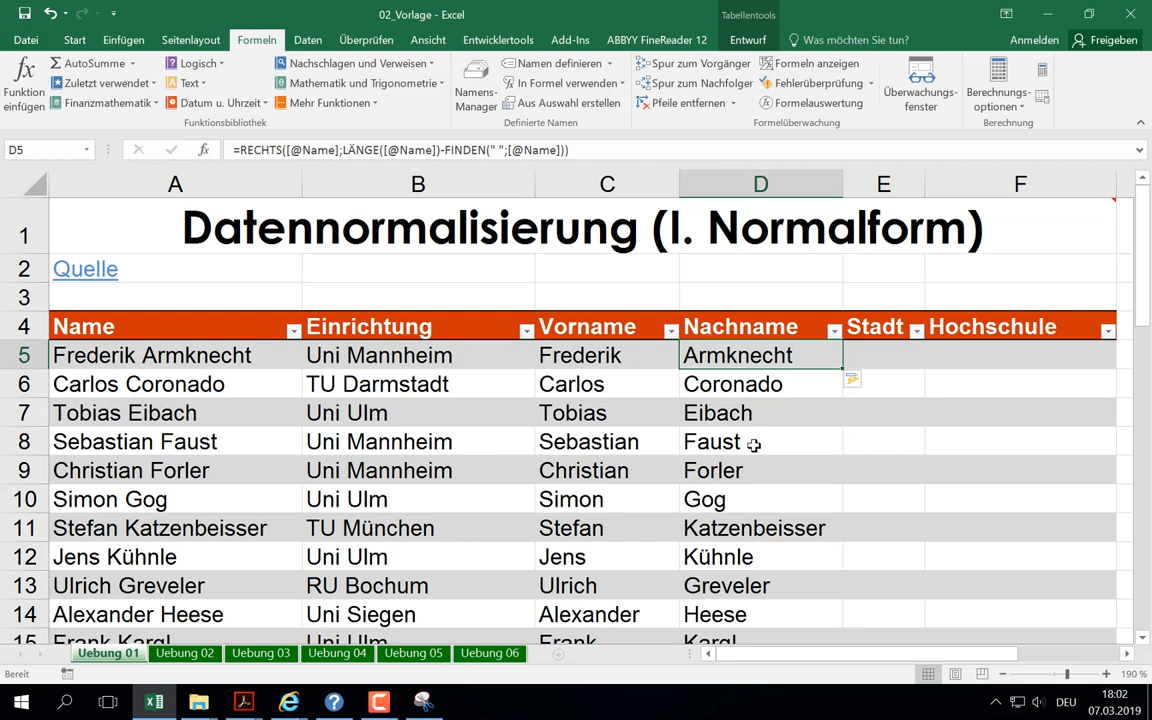 02_Vorlage - Excel
Tabellentools
Datei Start Einfügen Seitenlayout Formeln Daten Überprüfen Ansicht Entwicklertools Add-Ins ABBYY FineReader 12 Entwurf Was möchten Sie tun? Anmelden Freigeben
fx Funktion einfügen
AutoSumme
Zuletzt verwendet
Finanzmathematik
Logisch
Text
Datum u. Uhrzeit
Nachschlagen und Verweisen
Mathematik und Trigonometrie
Mehr Funktionen
Funktionsbibliothek
Namens-Manager
Namen definieren
In Formel verwenden
Aus Auswahl erstellen
Definierte Namen
Spur zum Vorgänger
Spur zum Nachfolger
Pfeile entfernen
Formeln anzeigen
Fehlerüberprüfung
Formelauswertung
Formelüberwachung
Überwachungsfenster
Berechnungsoptionen
Berechnung
D5 fx =RECHTS([@Name];LÄNGE([@Name])-FINDEN(" ";[@Name]))
A B C D E F
1 Datennormalisierung (I. Normalform)
2 Quelle
3
4 Name Einrichtung Vorname Nachname Stadt Hochschule
5 Frederik Armknecht Uni Mannheim Frederik Armknecht
6 Carlos Coronado TU Darmstadt Carlos Coronado
7 Tobias Eibach Uni Ulm Tobias Eibach
8 Sebastian Faust Uni Mannheim Sebastian Faust
9 Christian Forler Uni Mannheim Christian Forler
10 Simon Gog Uni Ulm Simon Gog
11 Stefan Katzenbeisser TU München Stefan Katzenbeisser
12 Jens Kühnle Uni Ulm Jens Kühnle
13 Ulrich Greveler RU Bochum Ulrich Greveler
14 Alexander Heese Uni Siegen Alexander Heese
15 Frank Kargl Uni Ulm Frank Kargl
Uebung 01 Uebung 02 Uebung 03 Uebung 04 Uebung 05 Uebung 06
Bereit 190 %
DEU 18:02
07.03.2019